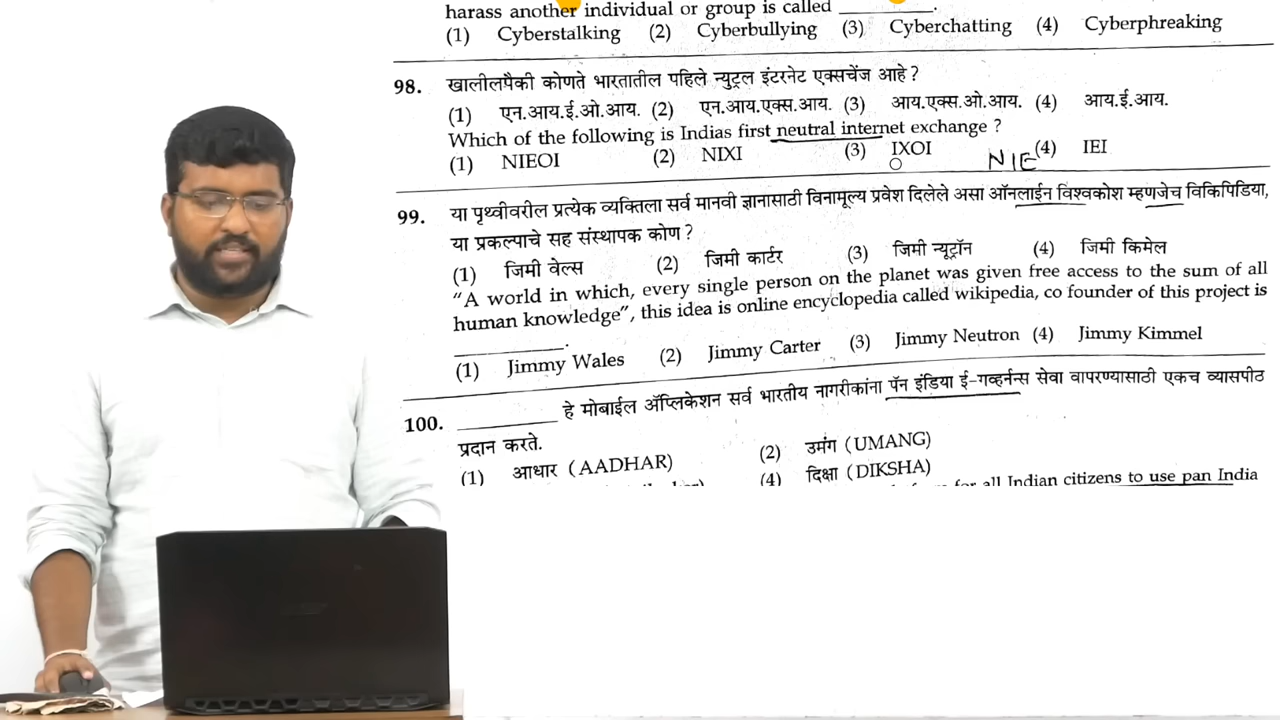 harass another individual or group is called ________.
(1) Cyberstalking (2) Cyberbullying (3) Cyberchatting (4) Cyberphreaking
98. खालीलपैकी कोणते भारतातील पहिले न्युट्रल इंटरनेट एक्सचेंज आहे ?
(1) एन.आय.ई.ओ.आय. (2) एन.आय.एक्स.आय. (3) आय.एक्स.ओ.आय. (4) आय.ई.आय.
Which of the following is Indias first neutral internet exchange ?
(1) NIEOI (2) NIXI (3) IXOI NIE (4) IEI
99. या पृथ्वीवरील प्रत्येक व्यक्तिला सर्व मानवी ज्ञानासाठी विनामूल्य प्रवेश दिलेले असा ऑनलाईन विश्वकोश म्हणजेच विकिपिडिया,
या प्रकल्पाचे सह संस्थापक कोण ?
(1) जिमी वेल्स (2) जिमी कार्टर (3) जिमी न्यूट्रॉन (4) जिमी किमेल
"A world in which, every single person on the planet was given free access to the sum of all
human knowledge", this idea is online encyclopedia called wikipedia, co founder of this project is
________.
(1) Jimmy Wales (2) Jimmy Carter (3) Jimmy Neutron (4) Jimmy Kimmel
100. ________ हे मोबाईल ॲप्लिकेशन सर्व भारतीय नागरीकांना पॅन इंडिया ई-गव्हर्नन्स सेवा वापरण्यासाठी एकच व्यासपीठ
प्रदान करते.
(1) आधार (AADHAR) (2) उमंग (UMANG)
(4) दिक्षा (DIKSHA)
for all Indian citizens to use pan India